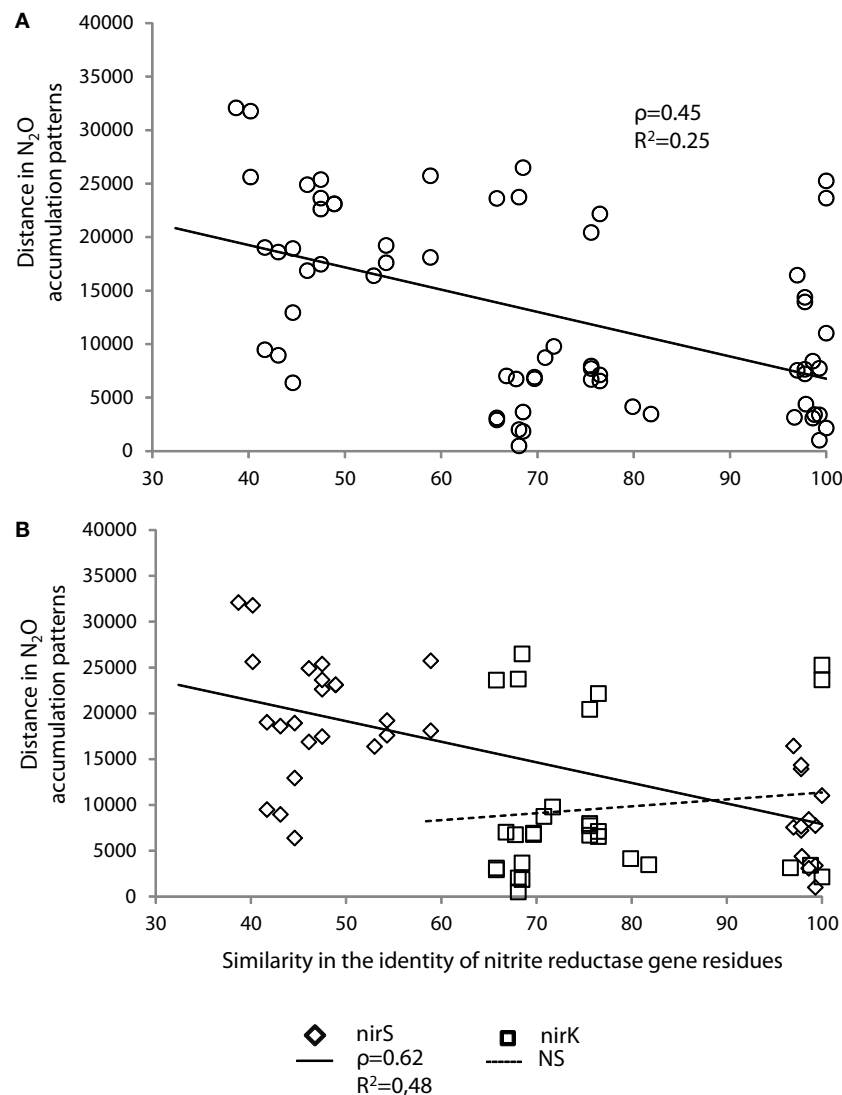 A
40000
35000
30000
25000
20000
15000
10000
5000
0
Distance in N₂O
accumulation patterns
ρ=0.45
R²=0.25
30 40 50 60 70 80 90 100
B
40000
35000
30000
25000
20000
15000
10000
5000
0
Distance in N₂O
accumulation patterns
30 40 50 60 70 80 90 100
Similarity in the identity of nitrite reductase gene residues
nirS nirK
ρ=0.62 NS
R²=0,48